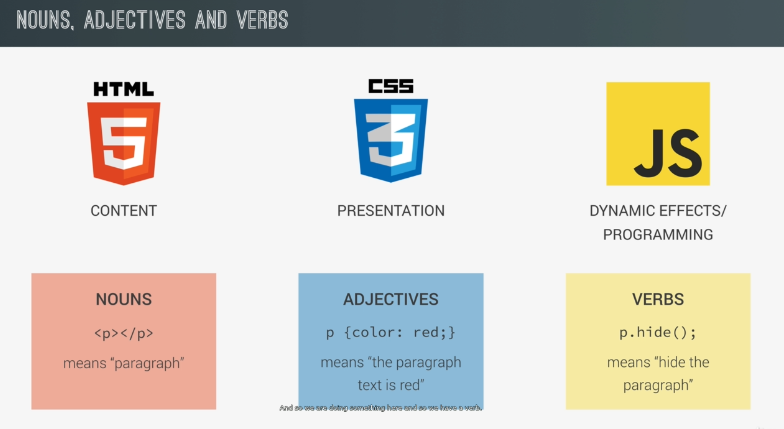 NOUNS, ADJECTIVES AND VERBS
HTML
5
CONTENT
CSS
3
PRESENTATION
JS
DYNAMIC EFFECTS/
PROGRAMMING
NOUNS
<p></p>
means “paragraph”
ADJECTIVES
p {color: red;}
means “the paragraph
text is red”
VERBS
p.hide();
means “hide the
paragraph”
And so we are doing something here and so we have a verb.